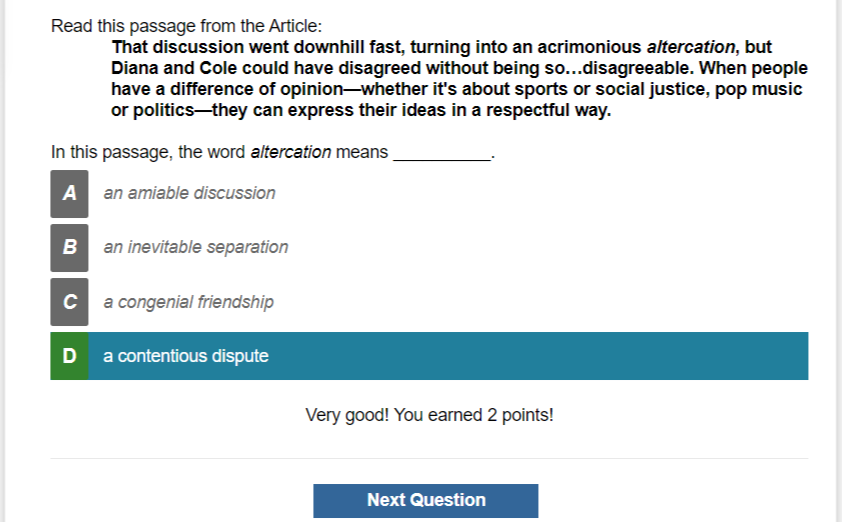 Read this passage from the Article:
That discussion went downhill fast, turning into an acrimonious altercation, but
Diana and Cole could have disagreed without being so…disagreeable. When people
have a difference of opinion—whether it's about sports or social justice, pop music
or politics—they can express their ideas in a respectful way.
In this passage, the word altercation means __________.
A an amiable discussion
B an inevitable separation
C a congenial friendship
D a contentious dispute
Very good! You earned 2 points!
Next Question